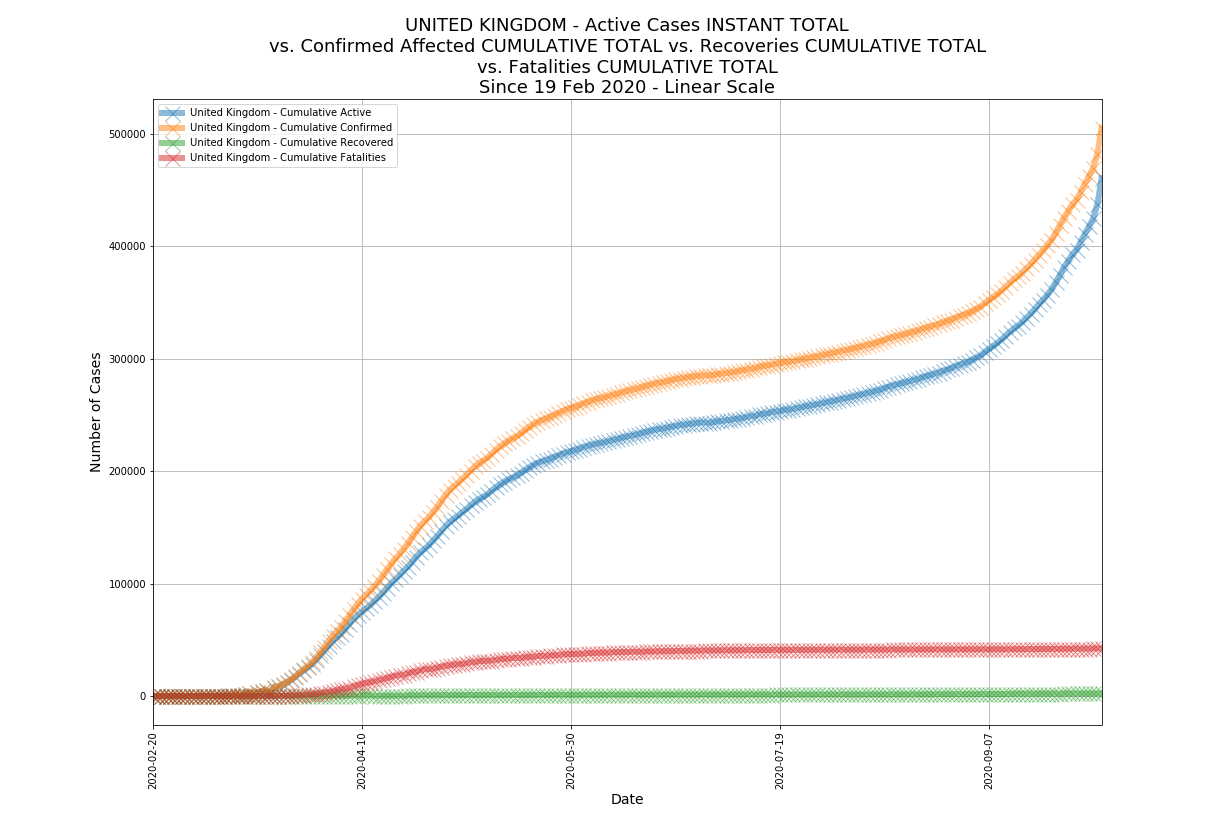 UNITED KINGDOM - Active Cases INSTANT TOTAL
vs. Confirmed Affected CUMULATIVE TOTAL vs. Recoveries CUMULATIVE TOTAL
vs. Fatalities CUMULATIVE TOTAL
Since 19 Feb 2020 - Linear Scale
United Kingdom - Cumulative Active
United Kingdom - Cumulative Confirmed
United Kingdom - Cumulative Recovered
United Kingdom - Cumulative Fatalities
500000
400000
300000
200000
100000
0
Number of Cases
2020-02-20
2020-04-10
2020-05-30
2020-07-19
2020-09-07
Date